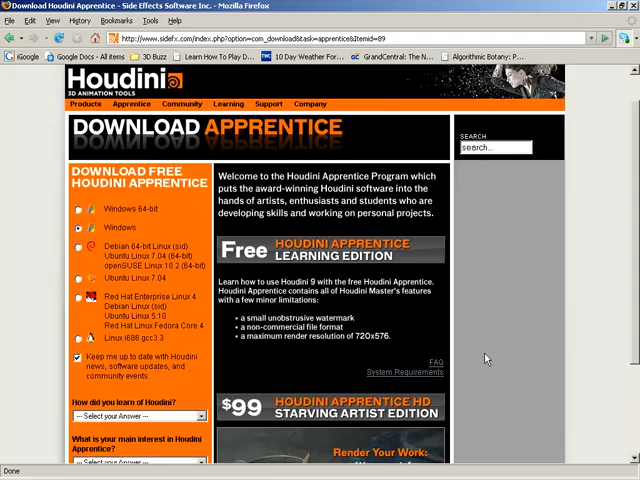 Download Houdini Apprentice - Side Effects Software Inc. - Mozilla Firefox
File Edit View History Bookmarks Tools Help
http://www.sidefx.com/index.php?option=com_download&task=apprentice&Itemid=89
iGoogle Google Docs - All items 3D Buzz Learn How To Play D... 10 Day Weather For... GrandCentral: The N... Algorithmic Botany: P...
Houdini
3D ANIMATION TOOLS
Products Apprentice Community Learning Support Company
DOWNLOAD APPRENTICE
SEARCH
search...
DOWNLOAD FREE
HOUDINI APPRENTICE
Windows 64-bit
Windows
Debian 64-bit Linux (sid)
Ubuntu Linux 7.04 (64-bit)
openSUSE Linux 10.2 (64-bit)
Ubuntu Linux 7.04
Red Hat Enterprise Linux 4
Debian Linux (sid)
Ubuntu Linux 5.10
Red Hat Linux Fedora Core 4
Linux i686 gcc3.3
Keep me up to date with Houdini
news, software updates, and
community events.
How did you learn of Houdini?
--- Select your Answer ---
What is your main interest in Houdini
Apprentice?
--- Select your Answer ---
Welcome to the Houdini Apprentice Program which
puts the award-winning Houdini software into the
hands of artists, enthusiasts and students who are
developing skills and working on personal projects.
Free HOUDINI APPRENTICE
LEARNING EDITION
Learn how to use Houdini 9 with the free Houdini Apprentice.
Houdini Apprentice contains all of Houdini Master's features
with a few minor limitations:
• a small unobstrusive watermark
• a non-commercial file format
• a maximum render resolution of 720x576.
FAQ
System Requirements
$99 HOUDINI APPRENTICE HD
STARVING ARTIST EDITION
Render Your Work:
Done